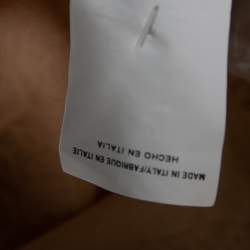 MADE IN ITALY/FABRIQUE EN ITALIE
HECHO EN ITALIA